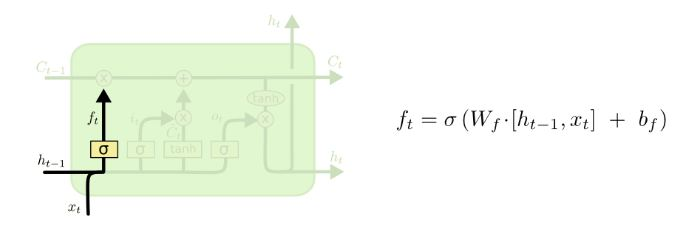 h_t
C_{t-1}
C_t
x
+
tanh
f_t
i_t
C̃_t
o_t
x
x
σ
σ
tanh
σ
h_{t-1}
h_t
x_t
f_t = σ (W_f·[h_{t-1}, x_t] + b_f)